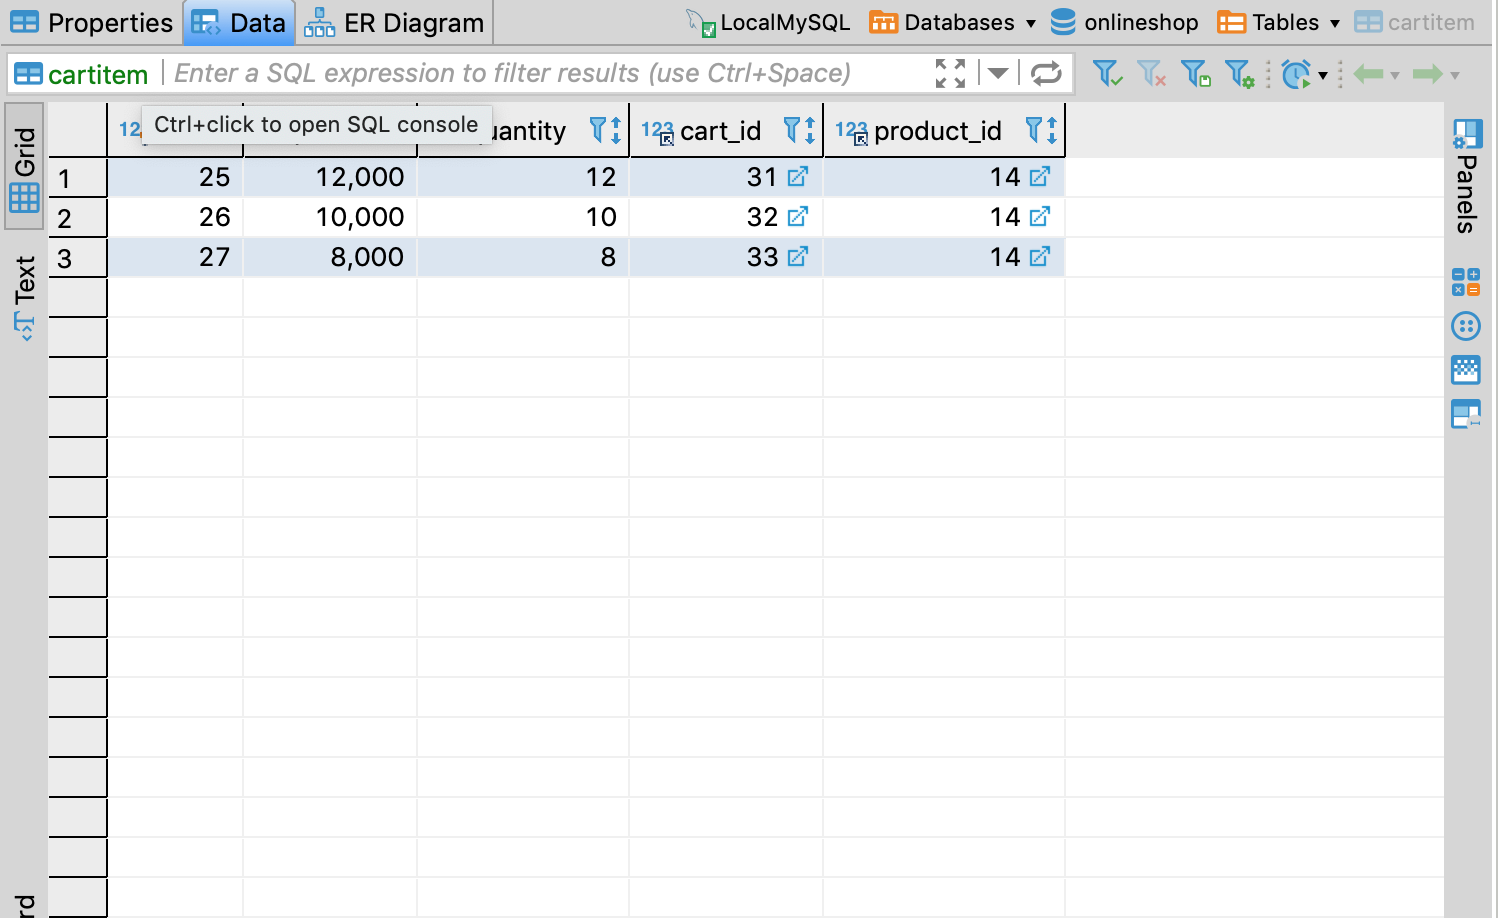 Properties Data ER Diagram LocalMySQL Databases onlineshop Tables cartitem
cartitem Enter a SQL expression to filter results (use Ctrl+Space)
Ctrl+click to open SQL console
12 uantity 123 cart_id 123 product_id
1 25 12,000 12 31 14
2 26 10,000 10 32 14
3 27 8,000 8 33 14
Grid
Text
rd
Panels